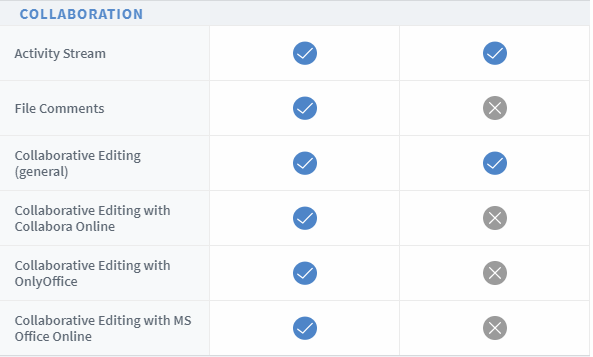 COLLABORATION
Activity Stream
File Comments
Collaborative Editing
(general)
Collaborative Editing with
Collabora Online
Collaborative Editing with
OnlyOffice
Collaborative Editing with MS
Office Online